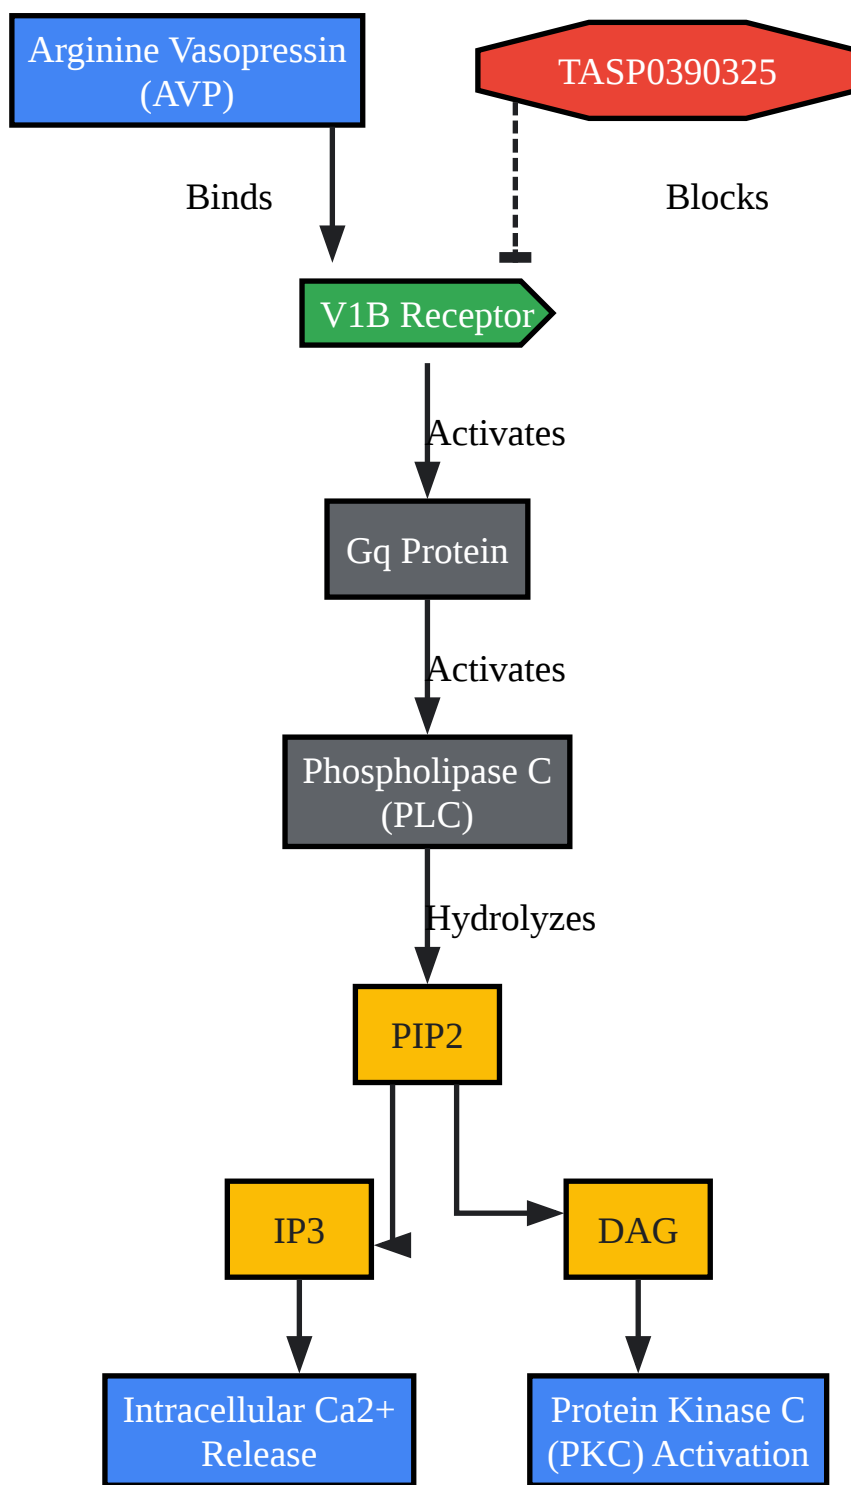 Arginine Vasopressin
(AVP)
TASP0390325
Binds
Blocks
V1B Receptor
Activates
Gq Protein
Activates
Phospholipase C
(PLC)
Hydrolyzes
PIP2
IP3
DAG
Intracellular Ca2+
Release
Protein Kinase C
(PKC) Activation